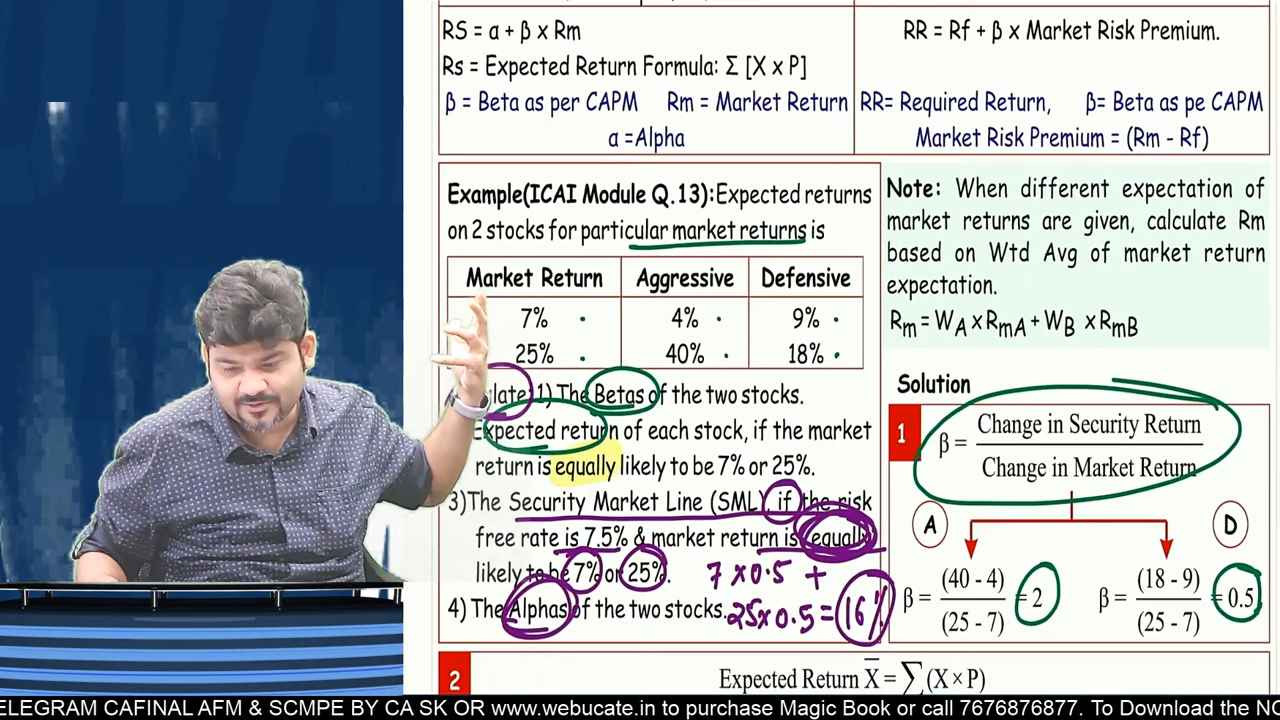 RS = α + β x Rm
Rs = Expected Return Formula: Σ [X x P]
β = Beta as per CAPM Rm = Market Return
α =Alpha
RR = Rf + β x Market Risk Premium.
RR= Required Return, β= Beta as pe CAPM
Market Risk Premium = (Rm - Rf)
Example(ICAI Module Q.13):Expected returns
on 2 stocks for particular market returns is
Market Return Aggressive Defensive
7% 4% 9%
25% 40% 18%
late 1) The Betas of the two stocks.
Expected return of each stock, if the market
return is equally likely to be 7% or 25%.
3)The Security Market Line (SML) if the risk
free rate is 7.5% & market return is equally
likely to be 7% or 25%.
7 x 0.5 +
4) The Alphas of the two stocks.
25x0.5 = 16%
Note: When different expectation of
market returns are given, calculate Rm
based on Wtd Avg of market return
expectation.
Rm = WA x RmA + WB x RmB
Solution
1
β = Change in Security Return / Change in Market Return
A D
β = (40 - 4) / (25 - 7) = 2 β = (18 - 9) / (25 - 7) = 0.5
2 Expected Return X̄ = ∑(X×P)
ELEGRAM CAFINAL AFM & SCMPE BY CA SK OR www.webucate.in to purchase Magic Book or call 7676876877. To Download the NO